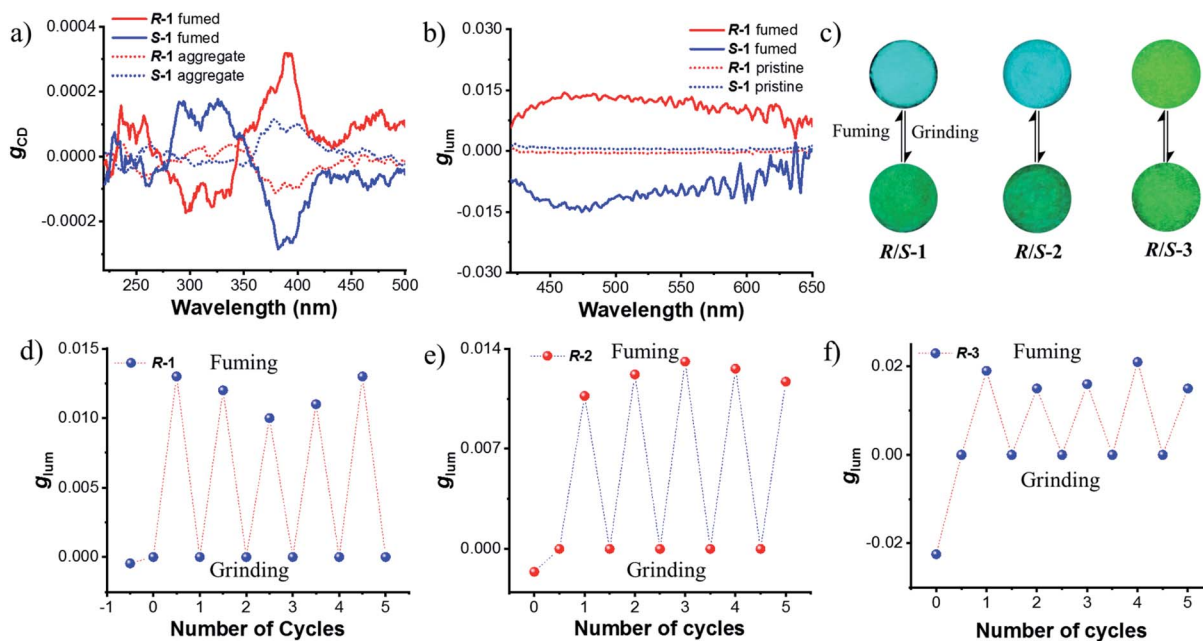 a)
R-1 fumed
S-1 fumed
R-1 aggregate
S-1 aggregate
0.0004
0.0002
0.0000
-0.0002
gCD
250 300 350 400 450 500
Wavelength (nm)
b)
R-1 fumed
S-1 fumed
R-1 pristine
S-1 pristine
0.030
0.015
0.000
-0.015
-0.030
glum
450 500 550 600 650
Wavelength (nm)
c)
Fuming Grinding
R/S-1 R/S-2 R/S-3
d)
R-1
Fuming
0.015
0.010
0.005
0.000
glum
Grinding
-1 0 1 2 3 4 5
Number of Cycles
e)
R-2
Fuming
0.014
0.007
0.000
glum
Grinding
0 1 2 3 4 5
Number of cycles
f)
R-3
Fuming
0.02
0.00
-0.02
glum
Grinding
0 1 2 3 4 5
Number of cycles